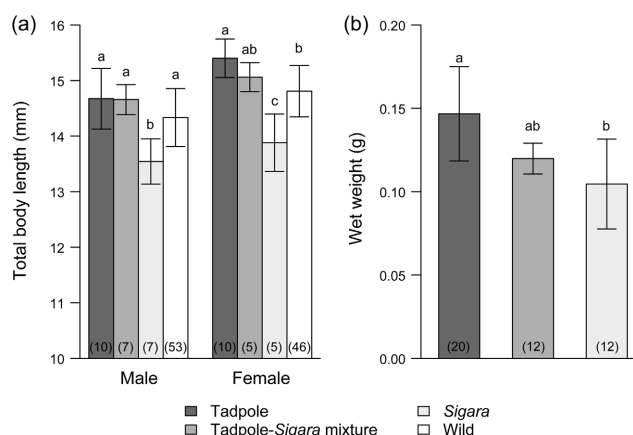 (a)
Total body length (mm)
16
15
14
13
12
11
10
a
a
b
a
a
ab
c
b
(10) (7) (7) (53)
(10) (5) (5) (46)
Male
Female
(b)
Wet weight (g)
0.20
0.15
0.10
0.05
0.00
a
ab
b
(20)
(12)
(12)
Tadpole
Tadpole-Sigara mixture
Sigara
Wild